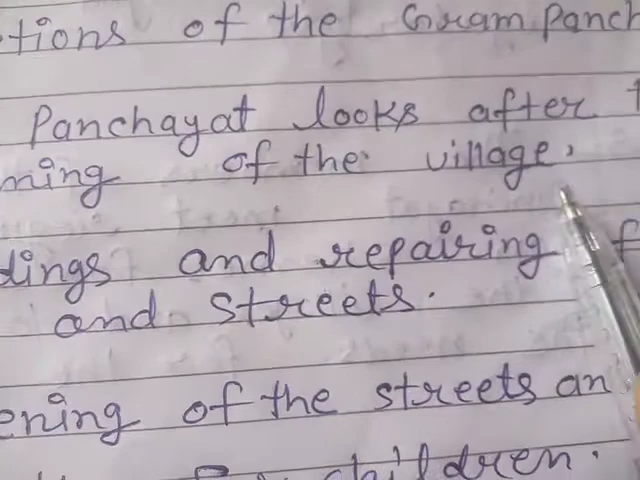 tions of the Gram Panch
Panchayat looks after
ning of the village.
dings and repairing
and streets.
ening of the streets an
children.